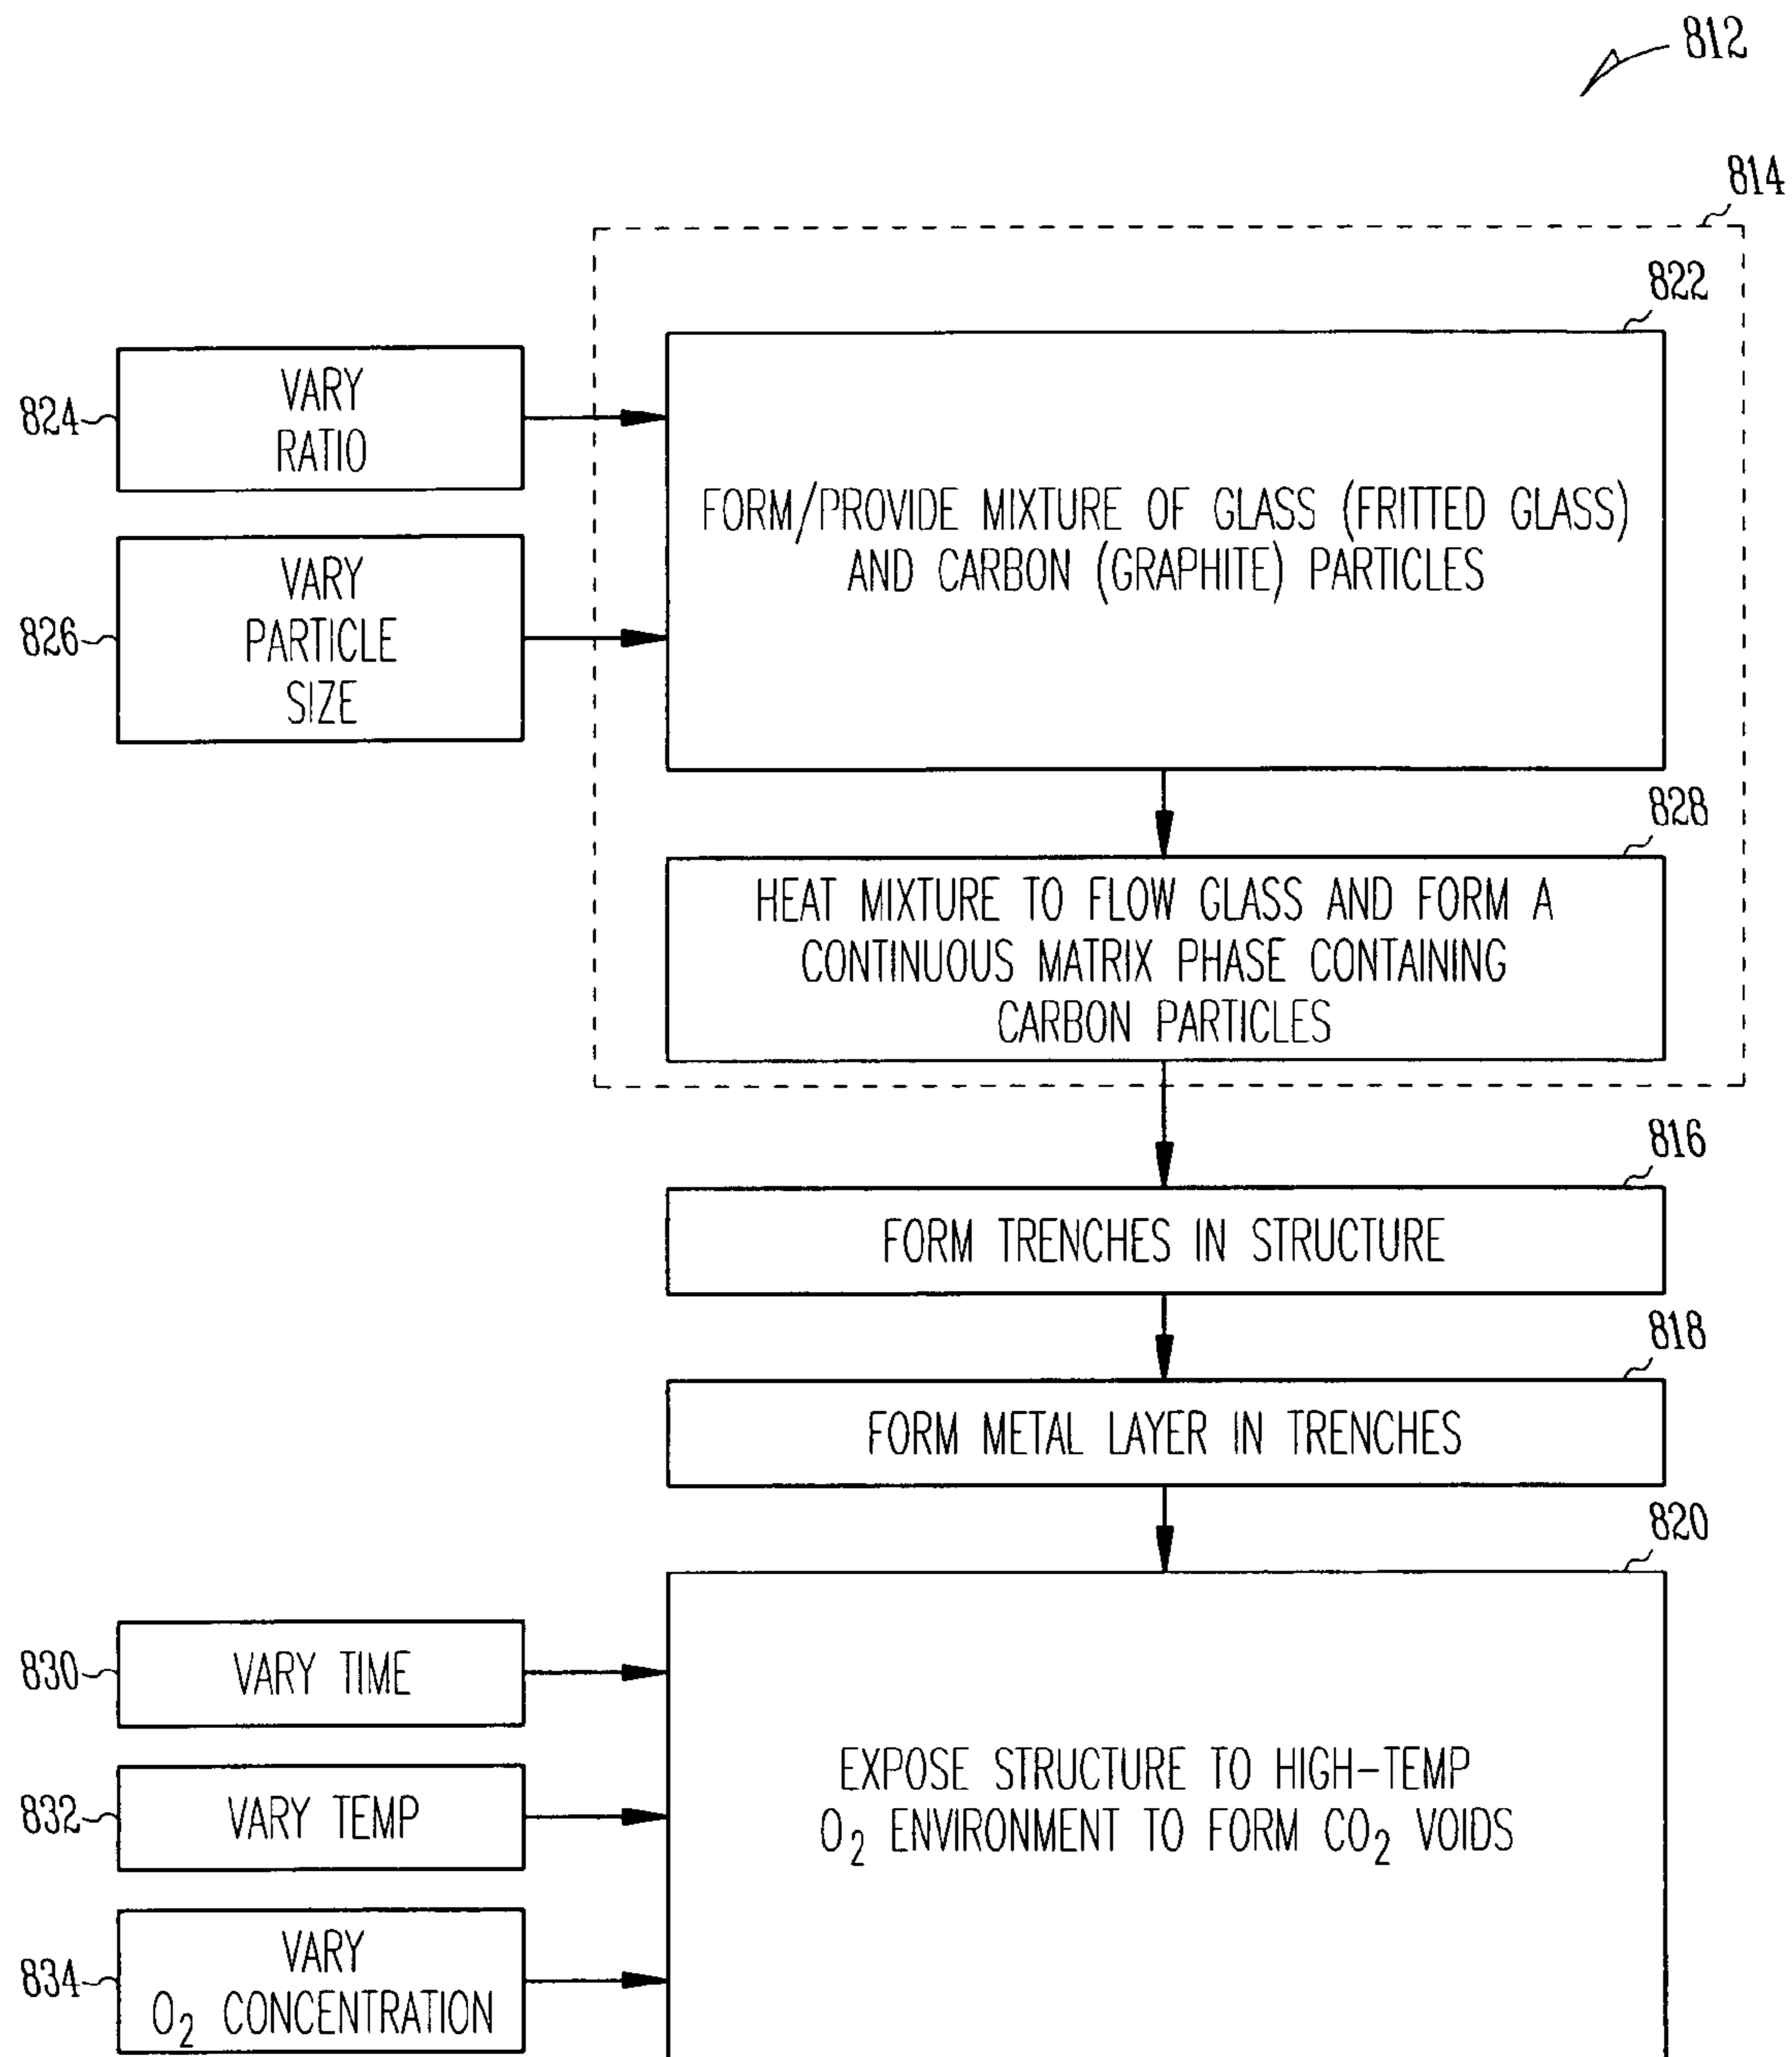 812
814
822
824
VARY
RATIO
FORM/PROVIDE MIXTURE OF GLASS (FRITTED GLASS)
AND CARBON (GRAPHITE) PARTICLES
826
VARY
PARTICLE
SIZE
828
HEAT MIXTURE TO FLOW GLASS AND FORM A
CONTINUOUS MATRIX PHASE CONTAINING
CARBON PARTICLES
816
FORM TRENCHES IN STRUCTURE
818
FORM METAL LAYER IN TRENCHES
820
830
VARY TIME
832
VARY TEMP
EXPOSE STRUCTURE TO HIGH-TEMP
O₂ ENVIRONMENT TO FORM CO₂ VOIDS
834
VARY
O₂ CONCENTRATION